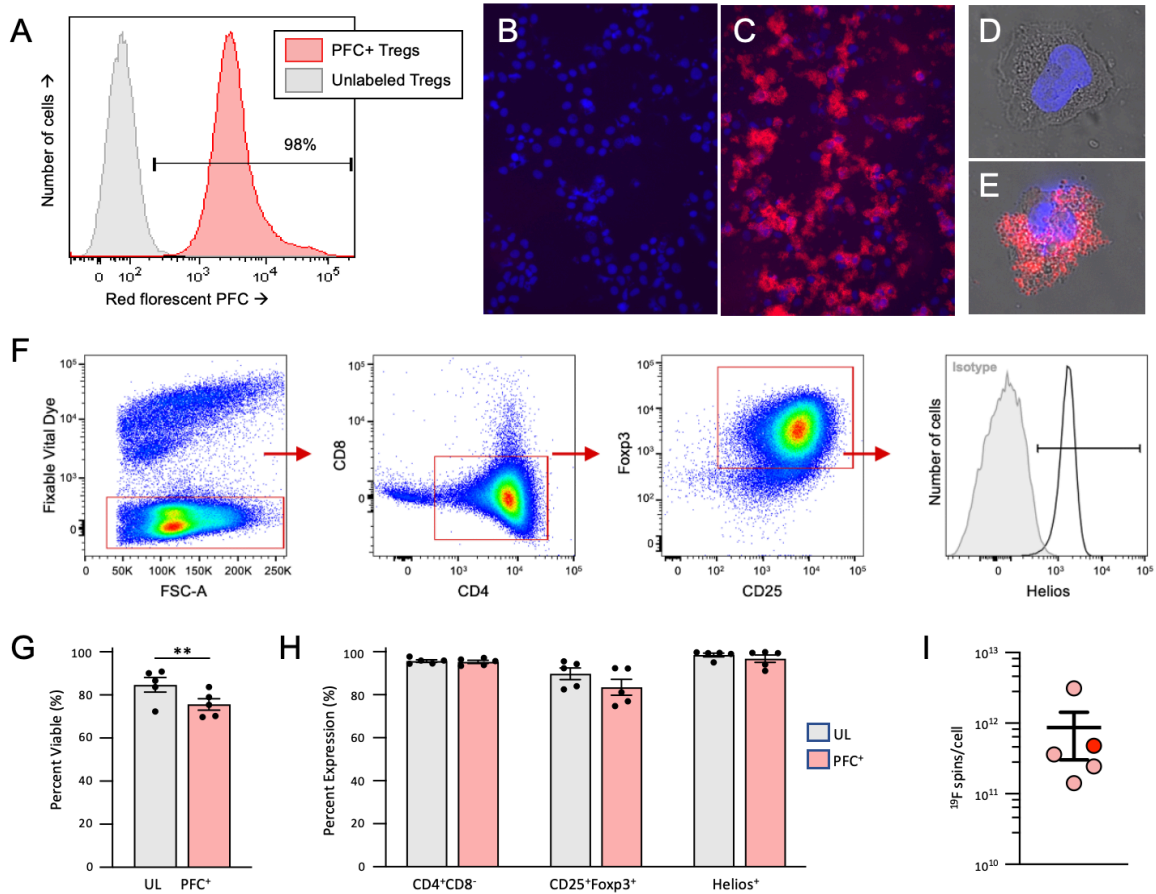 A
Number of cells →
PFC+ Tregs
Unlabeled Tregs
98%
0 10² 10³ 10⁴ 10⁵
Red florescent PFC →
B
C
D
E
F
Fixable Vital Dye
10⁵
10⁴
10³
0
0 50K 100K 150K 200K 250K
FSC-A
CD8
10⁵
10⁴
10³
0
0 10³ 10⁴ 10⁵
CD4
Foxp3
10⁵
10⁴
10³
10²
0
0 10² 10³ 10⁴ 10⁵
CD25
Isotype
Number of cells
0 10³ 10⁴ 10⁵
Helios
G
Percent Viable (%)
100
80
60
40
20
0
**
UL PFC⁺
H
Percent Expression (%)
100
80
60
40
20
0
CD4⁺CD8⁻ CD25⁺Foxp3⁺ Helios⁺
UL
PFC⁺
I
¹⁹F spins/cell
10¹³
10¹²
10¹¹
10¹⁰